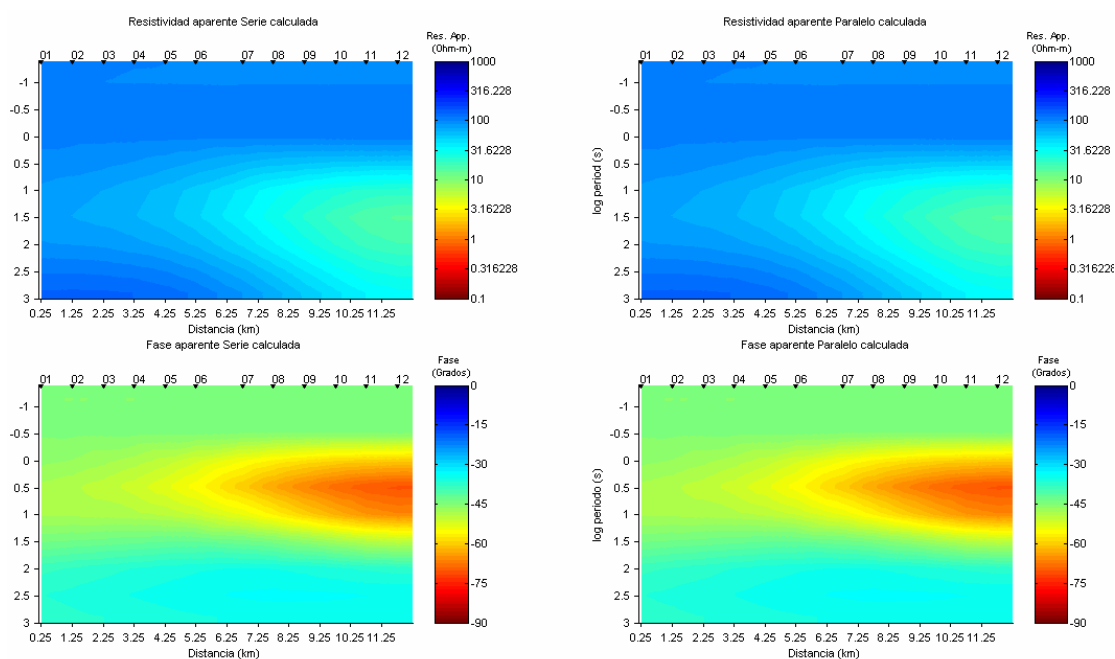 Resistividad aparente Serie calculada
01 02 03 04 05 06 07 08 09 10 11 12
Res. App.
(Ohm-m)
1000
316.228
100
31.6228
10
3.16228
1
0.316228
0.1
-1
-0.5
0
0.5
1
1.5
2
2.5
3
0.25 1.25 2.25 3.25 4.25 5.25 6.25 7.25 8.25 9.25 10.25 11.25
Distancia (km)
Resistividad aparente Paralelo calculada
01 02 03 04 05 06 07 08 09 10 11 12
Res. App.
(Ohm-m)
1000
316.228
100
31.6228
10
3.16228
1
0.316228
0.1
log period (s)
-1
-0.5
0
0.5
1
1.5
2
2.5
3
0.25 1.25 2.25 3.25 4.25 5.25 6.25 7.25 8.25 9.25 10.25 11.25
Distancia (km)
Fase aparente Serie calculada
01 02 03 04 05 06 07 08 09 10 11 12
Fase
(Grados)
0
-15
-30
-45
-60
-75
-90
-1
-0.5
0
0.5
1
1.5
2
2.5
3
0.25 1.25 2.25 3.25 4.25 5.25 6.25 7.25 8.25 9.25 10.25 11.25
Distancia (km)
Fase aparente Paralelo calculada
01 02 03 04 05 06 07 08 09 10 11 12
Fase
(Grados)
0
-15
-30
-45
-60
-75
-90
log periodo (s)
-1
-0.5
0
0.5
1
1.5
2
2.5
3
0.25 1.25 2.25 3.25 4.25 5.25 6.25 7.25 8.25 9.25 10.25 11.25
Distancia (km)